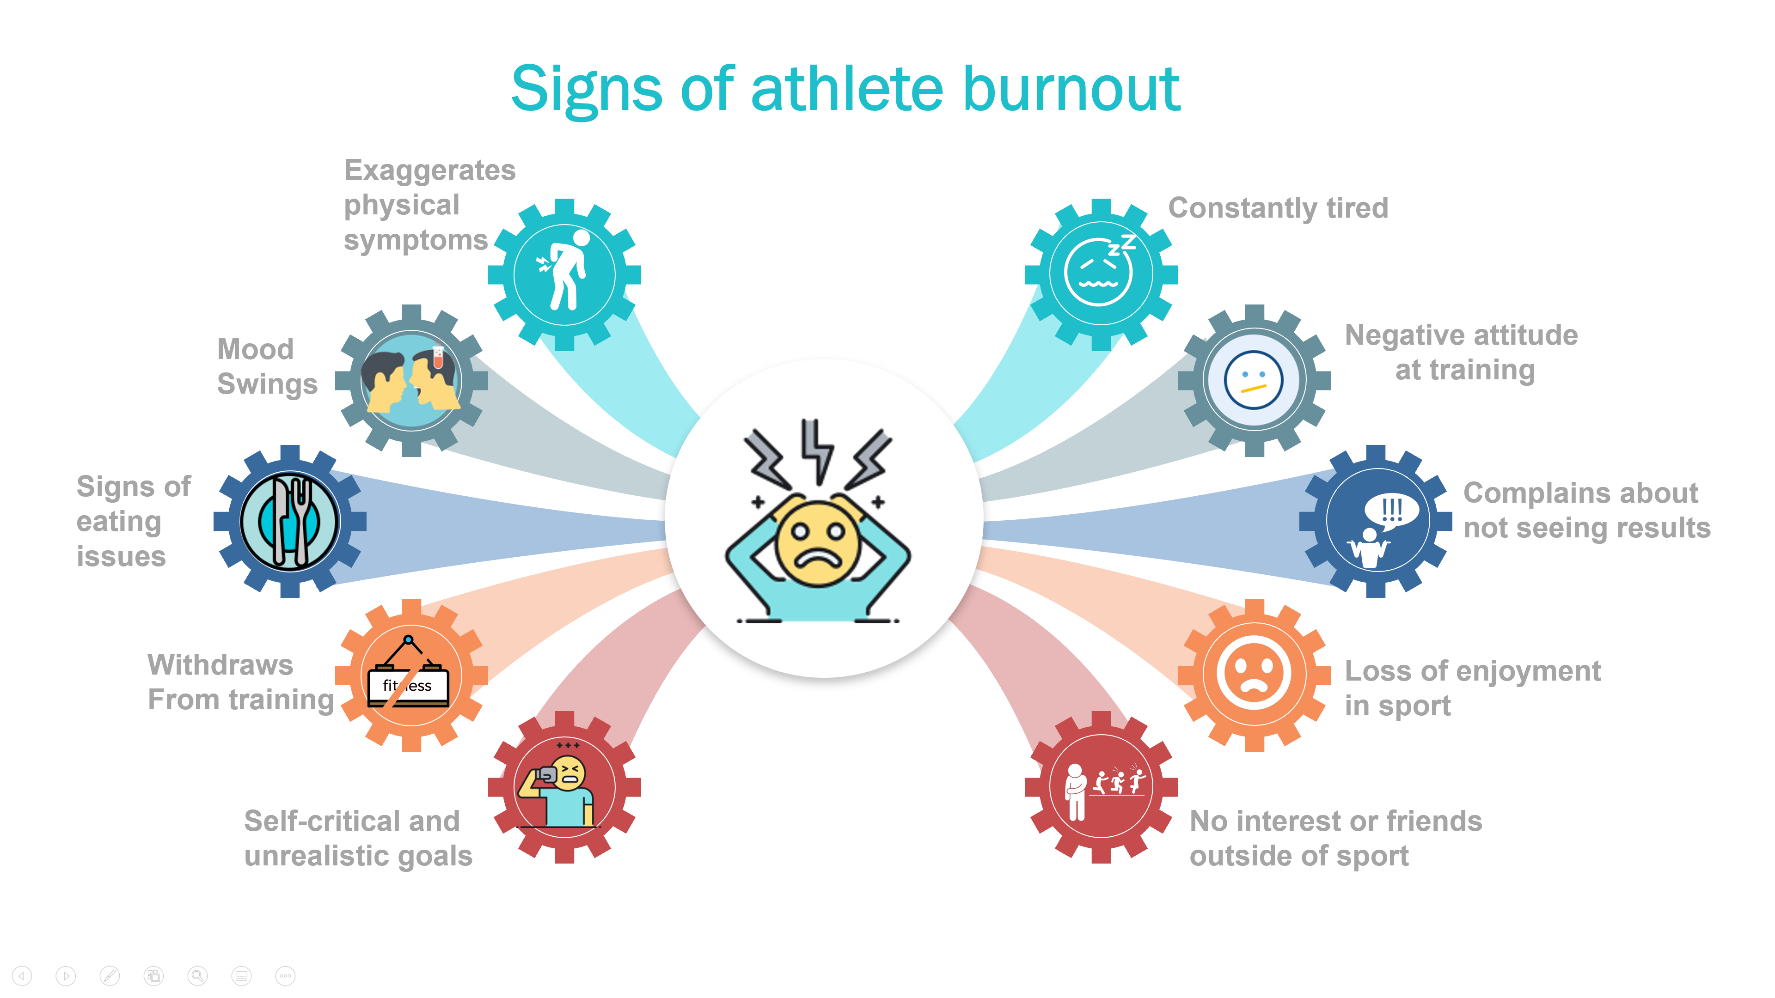 Signs of athlete burnout
Exaggerates
physical
symptoms
Mood
Swings
Signs of
eating
issues
Withdraws
From training
fitness
Self-critical and
unrealistic goals
Constantly tired
zZ
Negative attitude
at training
Complains about
not seeing results
!!!
Loss of enjoyment
in sport
No interest or friends
outside of sport